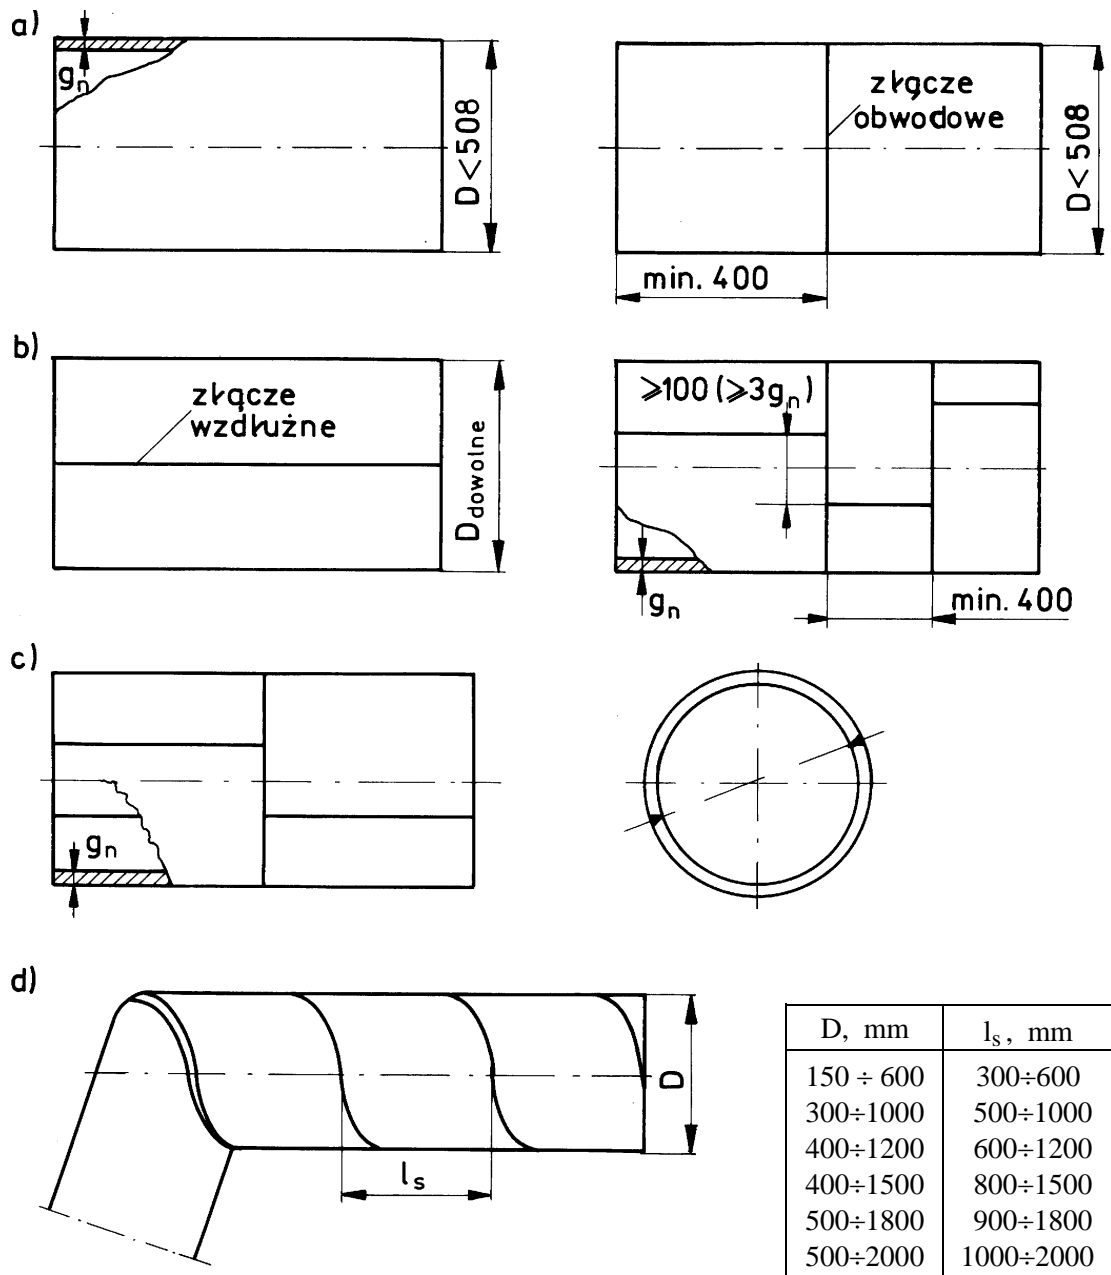 a)
gn
D<508
złącze
obwodowe
D<508
min. 400
b)
złącze
wzdłużne
D dowolne
⩾100 (⩾3gn)
gn
min. 400
c)
gn
d)
D
ls
D, mm ls, mm
150 ÷ 600 300÷600
300÷1000 500÷1000
400÷1200 600÷1200
400÷1500 800÷1500
500÷1800 900÷1800
500÷2000 1000÷2000